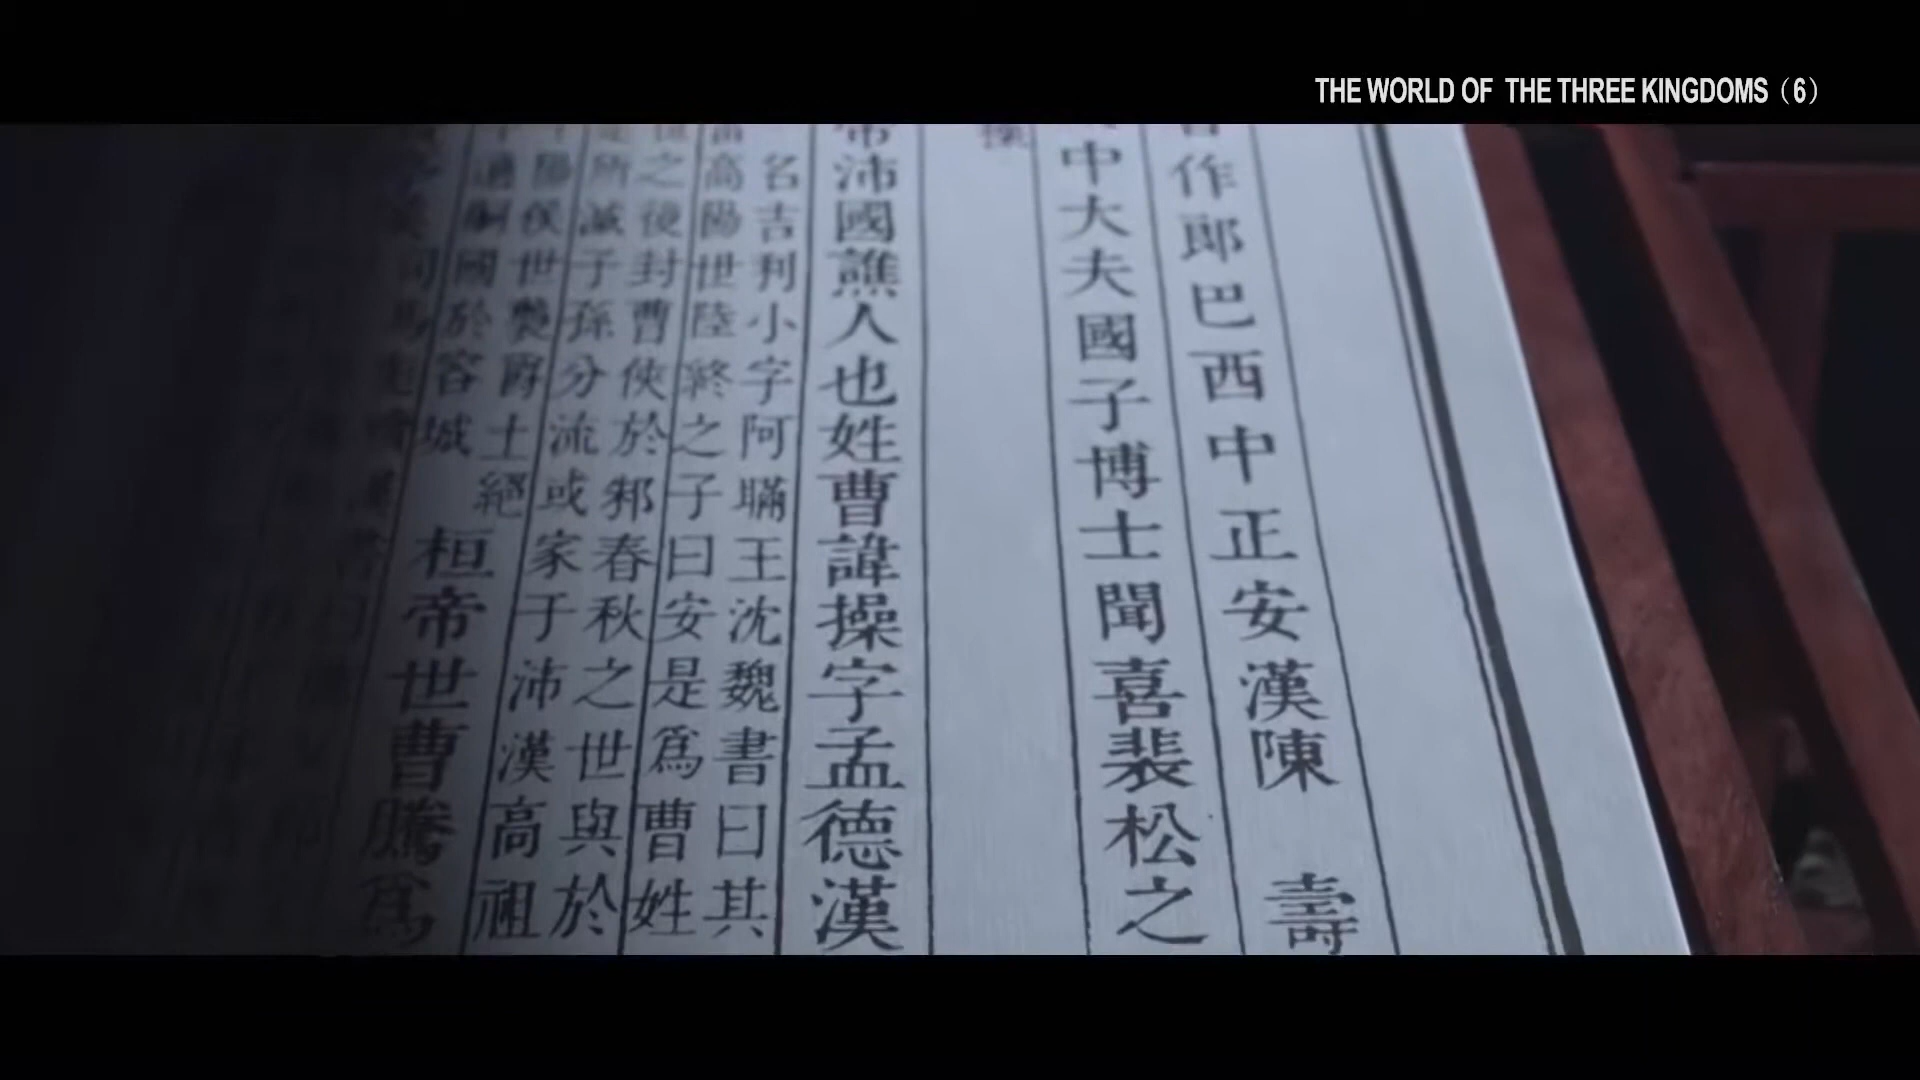 THE WORLD OF THE THREE KINGDOMS（6）
作郎巴西中正安漢陳 壽
中大夫國子博士聞喜裴松之
沛國譙人也姓曹諱操字孟德漢
名吉利小字阿瞞王沈魏書曰其
高陽世陸終之子曰安是爲曹姓
之後封曹俠於邾春秋之世與於
所滅子孫分流或家于沛漢高祖
陽侯世襲爵土絕
適嗣國於容城
桓帝世曹騰爲